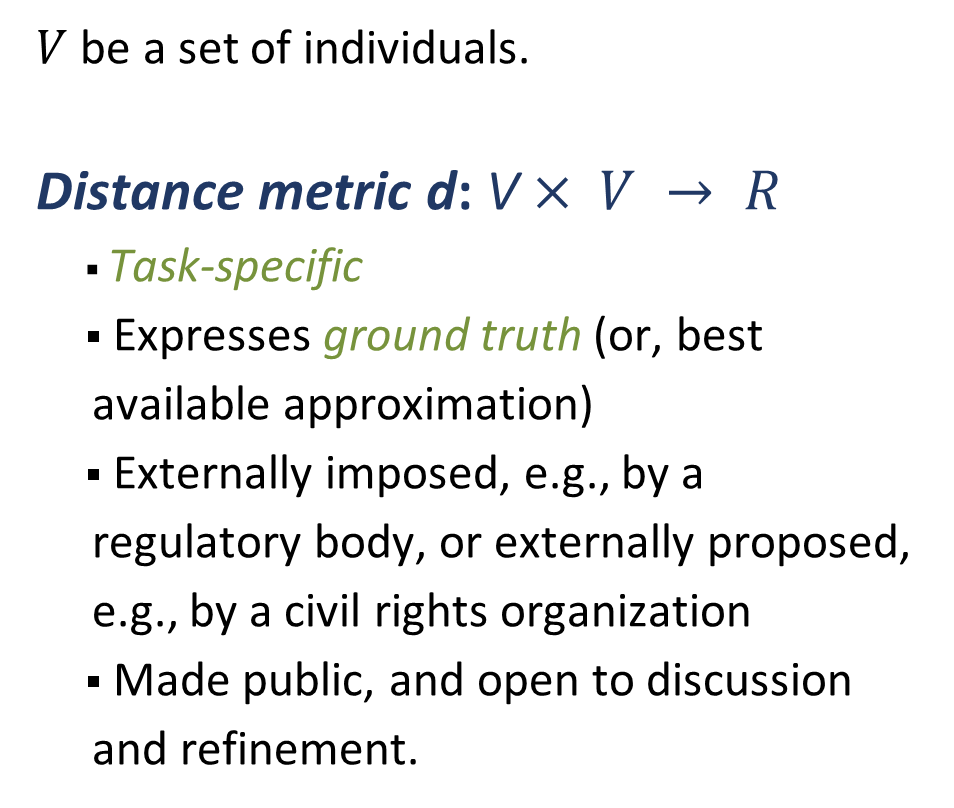 V be a set of individuals.
Distance metric d: V × V → R
▪ Task-specific
▪ Expresses ground truth (or, best
available approximation)
▪ Externally imposed, e.g., by a
regulatory body, or externally proposed,
e.g., by a civil rights organization
▪ Made public, and open to discussion
and refinement.